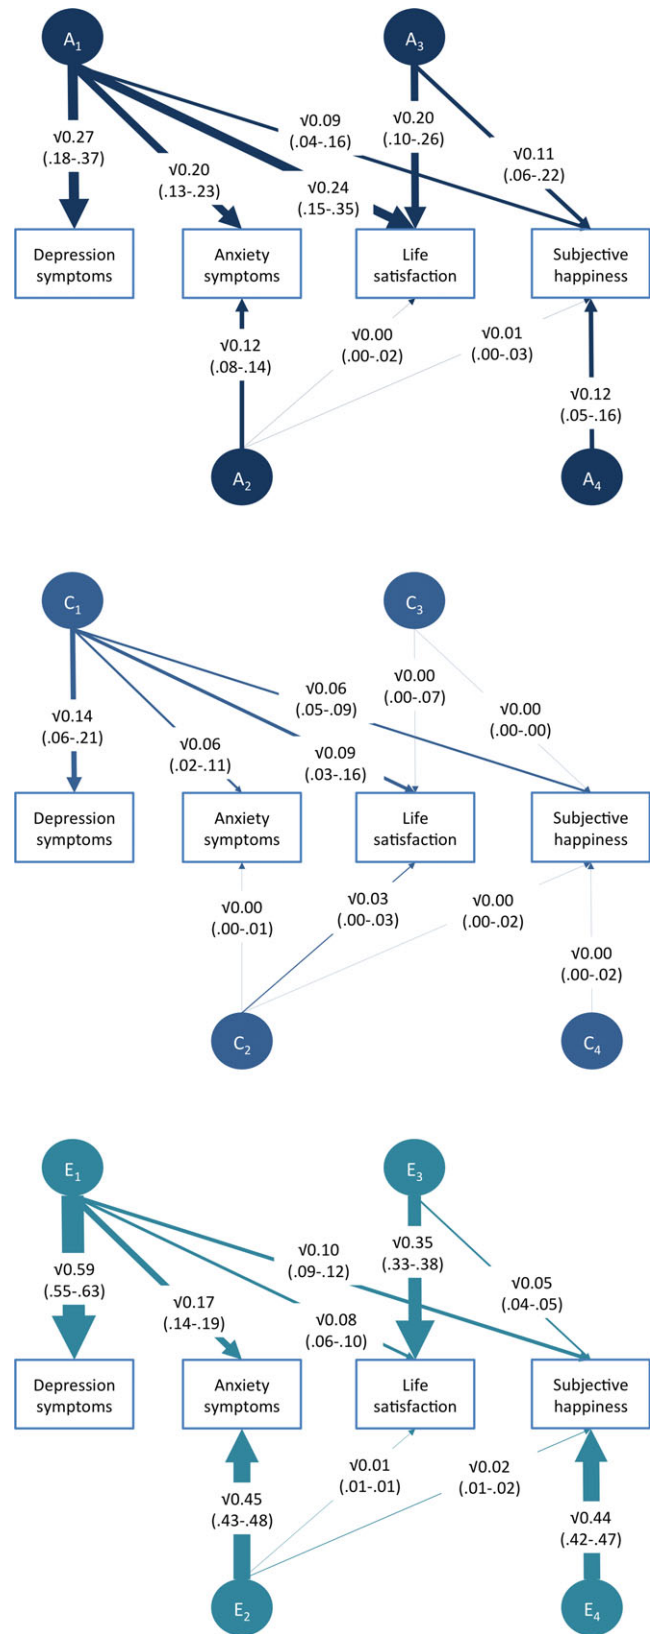 A1
A3
√0.27
(.18-.37)
√0.20
(.13-.23)
√0.24
(.15-.35)
√0.09
(.04-.16)
√0.20
(.10-.26)
√0.11
(.06-.22)
Depression
symptoms
Anxiety
symptoms
Life
satisfaction
Subjective
happiness
√0.12
(.08-.14)
√0.00
(.00-.02)
√0.01
(.00-.03)
√0.12
(.05-.16)
A2
A4
C1
C3
√0.14
(.06-.21)
√0.06
(.02-.11)
√0.09
(.03-.16)
√0.06
(.05-.09)
√0.00
(.00-.07)
√0.00
(.00-.00)
Depression
symptoms
Anxiety
symptoms
Life
satisfaction
Subjective
happiness
√0.00
(.00-.01)
√0.03
(.00-.03)
√0.00
(.00-.02)
√0.00
(.00-.02)
C2
C4
E1
E3
√0.59
(.55-.63)
√0.17
(.14-.19)
√0.08
(.06-.10)
√0.10
(.09-.12)
√0.35
(.33-.38)
√0.05
(.04-.05)
Depression
symptoms
Anxiety
symptoms
Life
satisfaction
Subjective
happiness
√0.45
(.43-.48)
√0.01
(.01-.01)
√0.02
(.01-.02)
√0.44
(.42-.47)
E2
E4